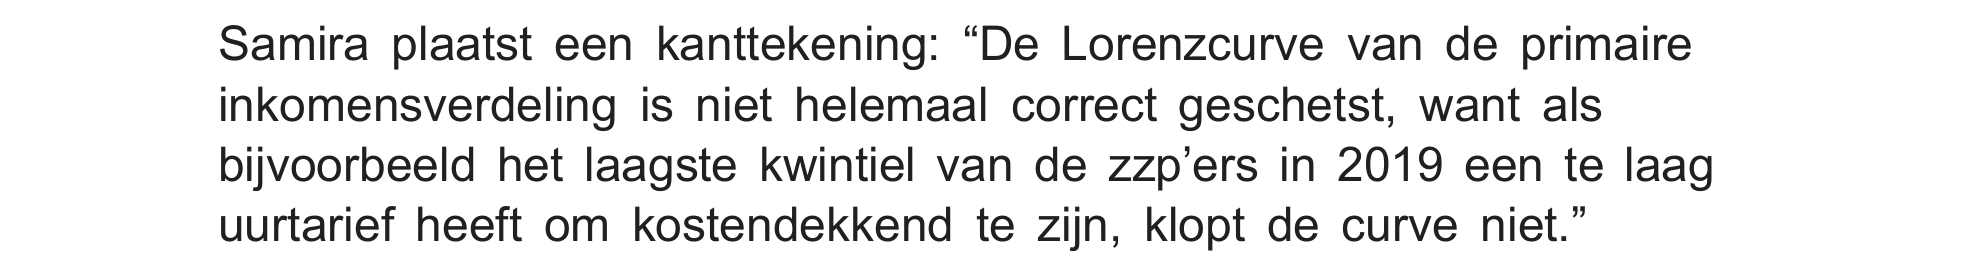 Samira plaatst een kanttekening: “De Lorenzcurve van de primaire
inkomensverdeling is niet helemaal correct geschetst, want als
bijvoorbeeld het laagste kwintiel van de zzp’ers in 2019 een te laag
uurtarief heeft om kostendekkend te zijn, klopt de curve niet.”